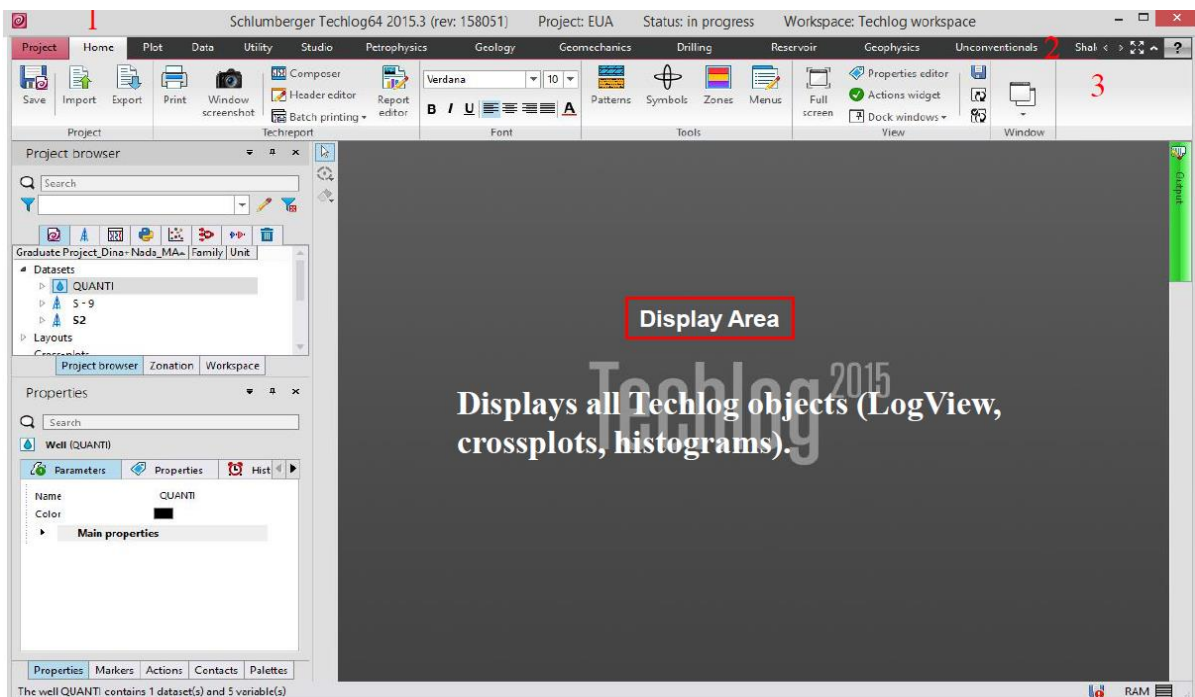 1
Schlumberger Techlog64 2015.3 (rev: 158051) Project: EUA Status: in progress Workspace: Techlog workspace
Project Home Plot Data Utility Studio Petrophysics Geology Geomechanics Drilling Reservoir Geophysics Unconventionals 2 Shal ?
Save Import Export Print Window screenshot
Composer
Header editor
Batch printing
Report editor
Verdana 10
B I U A
Patterns Symbols Zones Menus
Full screen
Properties editor
Actions widget
Dock windows
3
Project Techreport Font Tools View Window
Project browser
Search
Graduate Project_Dina+Nada_MA Family Unit
Datasets
QUANTI
S - 9
S2
Layouts
Project browser Zonation Workspace
Properties
Search
Well (QUANTI)
Parameters Properties Hist
Name QUANTI
Color
Main properties
Properties Markers Actions Contacts Palettes
The well QUANTI contains 1 dataset(s) and 5 variable(s)
Output
Display Area
Techlog 2015
Displays all Techlog objects (LogView,
crossplots, histograms).
RAM